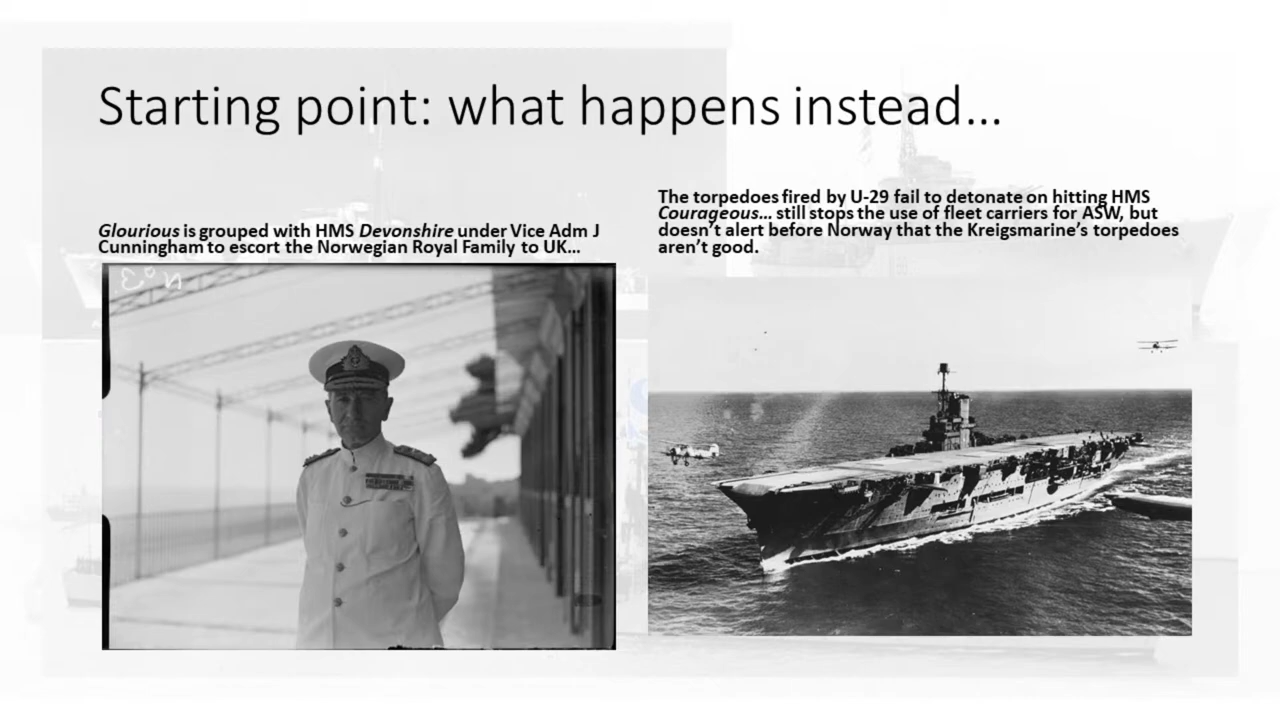 Starting point: what happens instead...
Glourious is grouped with HMS Devonshire under Vice Adm J
Cunningham to escort the Norwegian Royal Family to UK...
The torpedoes fired by U-29 fail to detonate on hitting HMS
Courageous... still stops the use of fleet carriers for ASW, but
doesn't alert before Norway that the Kreigsmarine's torpedoes
aren't good.